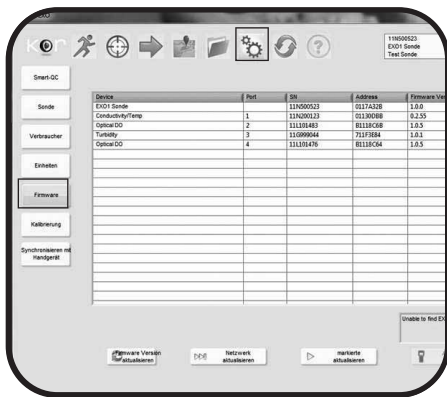 KOR
11N500523
EXO1 Sonde
Test Sonde
Smart-QC
Sonde
Verbraucher
Einheiten
Firmware
Kalibrierung
Synchronisieren mit
Handgerät
Device Port SN Address Firmware Ver
EXO1 Sonde 11N500523 0117A32B 1.0.0
Conductivity/Temp 1 11N200123 01130DBB 0.2.55
Optical DO 2 11L101483 B1118C6B 1.0.5
Turbidity 3 11G999044 711F3E84 1.0.1
Optical DO 4 11L101476 B1118C64 1.0.5
Unable to find EX
Firmware Version
aktualisieren
Netzwerk
aktualisieren
markierte
aktualisieren